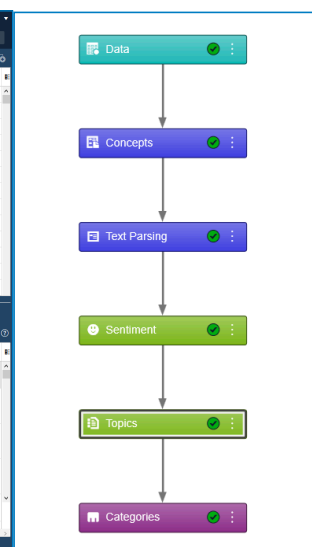 Data
Concepts
Text Parsing
Sentiment
Topics
Categories